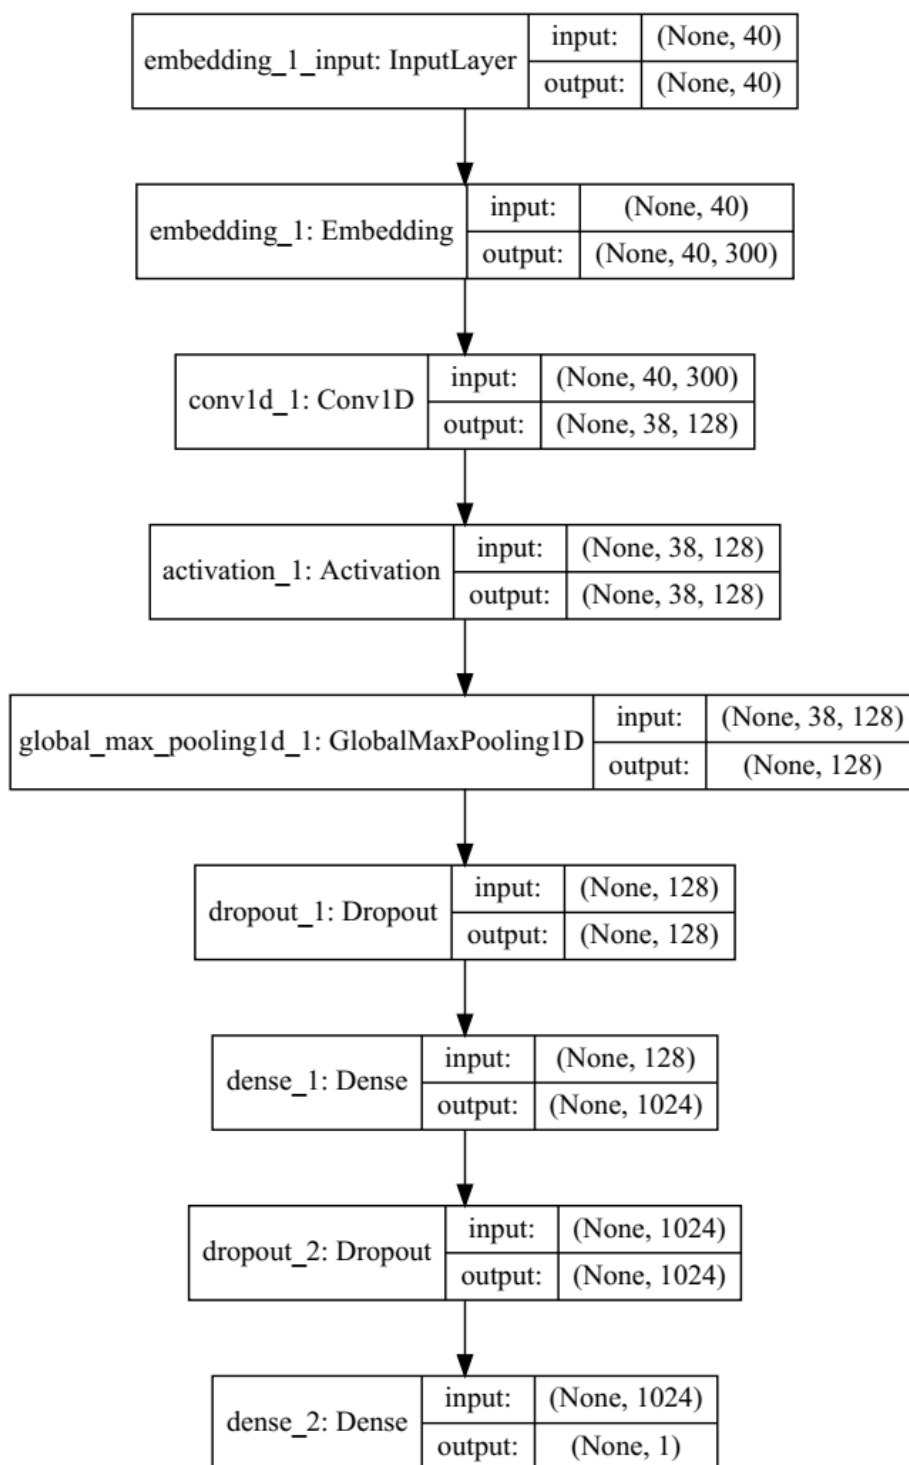 embedding_1_input: InputLayer
input: (None, 40)
output: (None, 40)
embedding_1: Embedding
input: (None, 40)
output: (None, 40, 300)
conv1d_1: Conv1D
input: (None, 40, 300)
output: (None, 38, 128)
activation_1: Activation
input: (None, 38, 128)
output: (None, 38, 128)
global_max_pooling1d_1: GlobalMaxPooling1D
input: (None, 38, 128)
output: (None, 128)
dropout_1: Dropout
input: (None, 128)
output: (None, 128)
dense_1: Dense
input: (None, 128)
output: (None, 1024)
dropout_2: Dropout
input: (None, 1024)
output: (None, 1024)
dense_2: Dense
input: (None, 1024)
output: (None, 1)